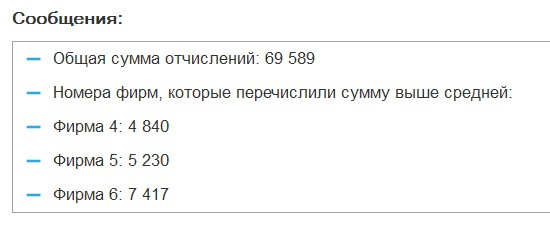 Сообщения:
Общая сумма отчислений: 69 589
Номера фирм, которые перечислили сумму выше средней:
Фирма 4: 4 840
Фирма 5: 5 230
Фирма 6: 7 417